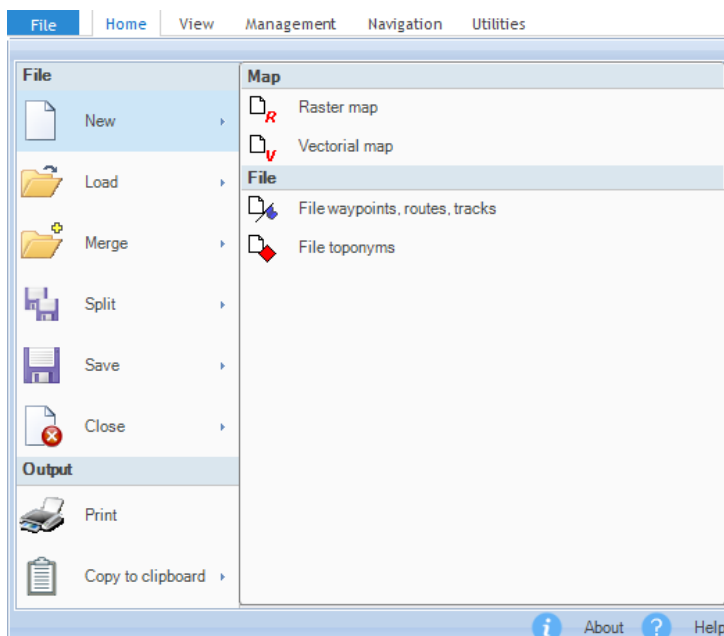 File Home View Management Navigation Utilities
File
New
Load
Merge
Split
Save
Close
Output
Print
Copy to clipboard
Map
R Raster map
V Vectorial map
File
File waypoints, routes, tracks
File toponyms
i About ? Help